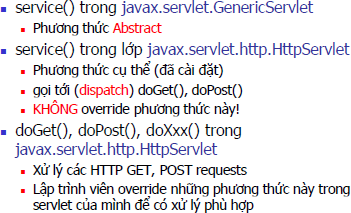 service() trong javax.servlet.GenericServlet
Phương thức Abstract
service() trong lớp javax.servlet.http.HttpServlet
Phương thức cụ thể (đã cài đặt)
gọi tới (dispatch) doGet(), doPost()
KHÔNG override phương thức này!
doGet(), doPost(), doXxx() trong
javax.servlet.http.HttpServlet
Xử lý các HTTP GET, POST requests
Lập trình viên override những phương thức này trong
servlet của mình để có xử lý phù hợp